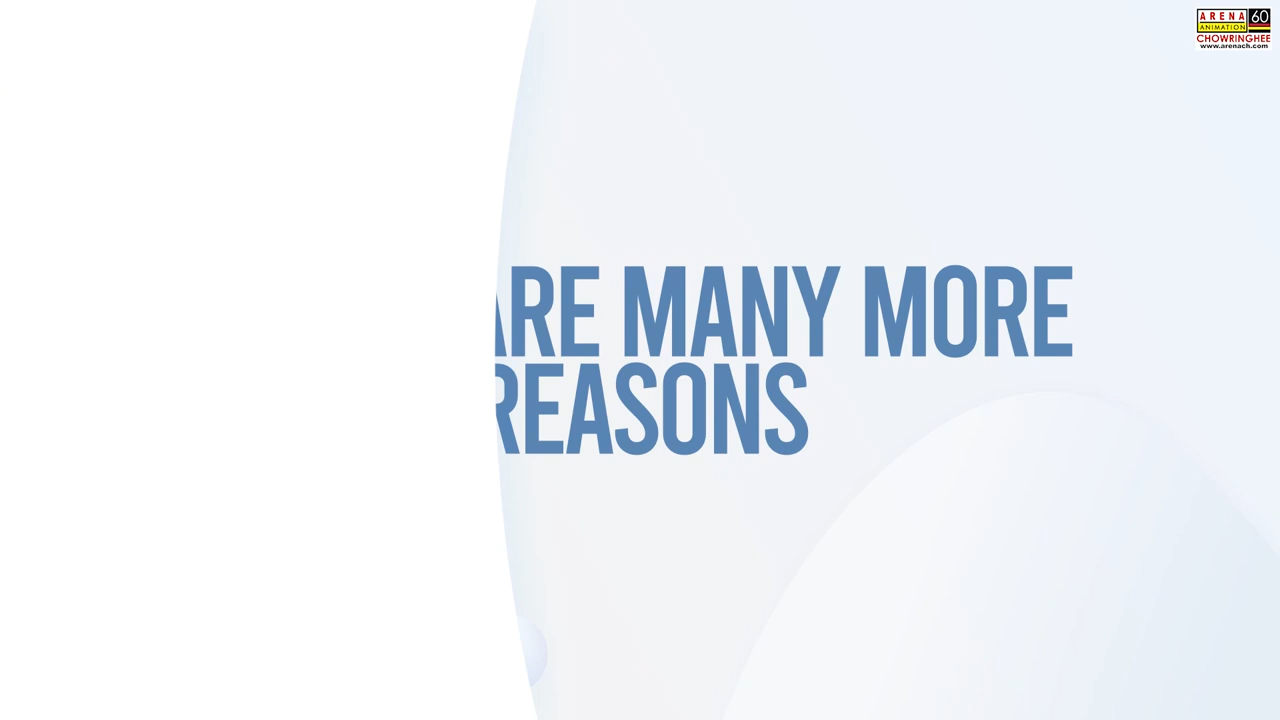 ARENA 60
ANIMATION
CHOWRINGHEE
www.arenach.com
ARE MANY MORE
REASONS